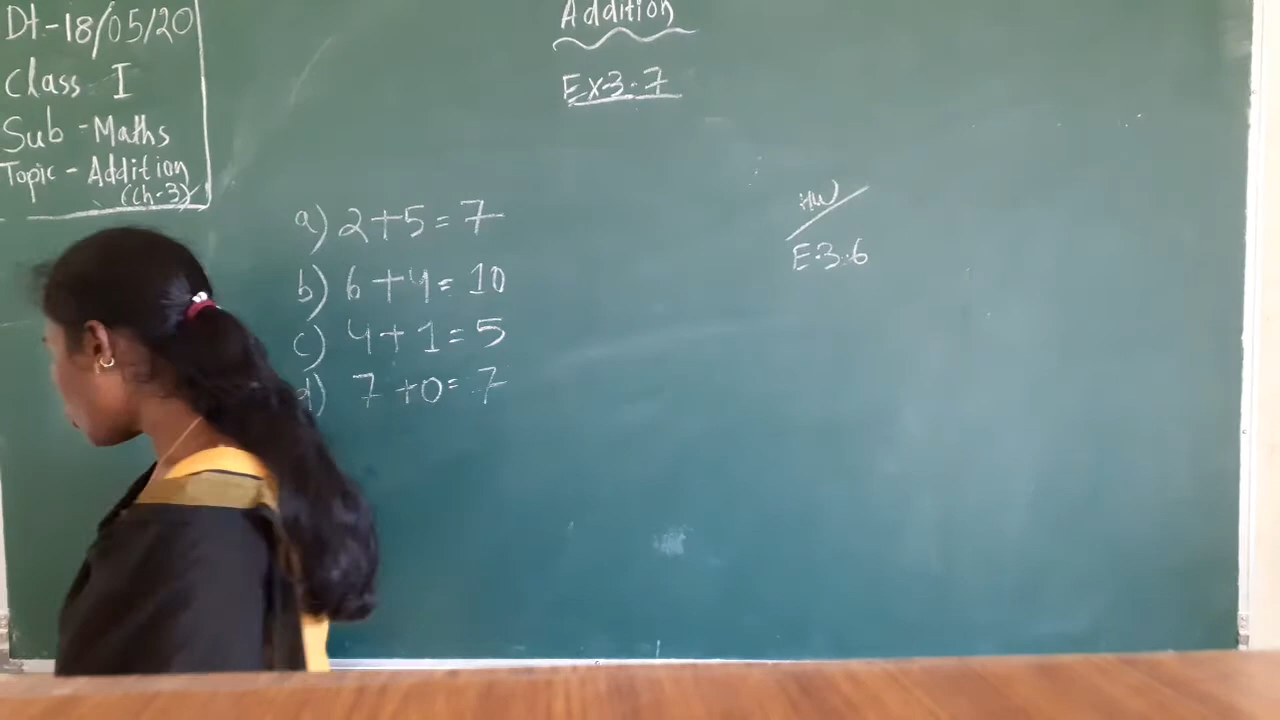 Dt-18/05/20
Class I
Sub - Maths
Topic - Addition
(Ch-3)
Addition
Ex3.7
a) 2+5=7
b) 6+4=10
c) 4+1=5
d) 7+0=7
HW
E.3.6